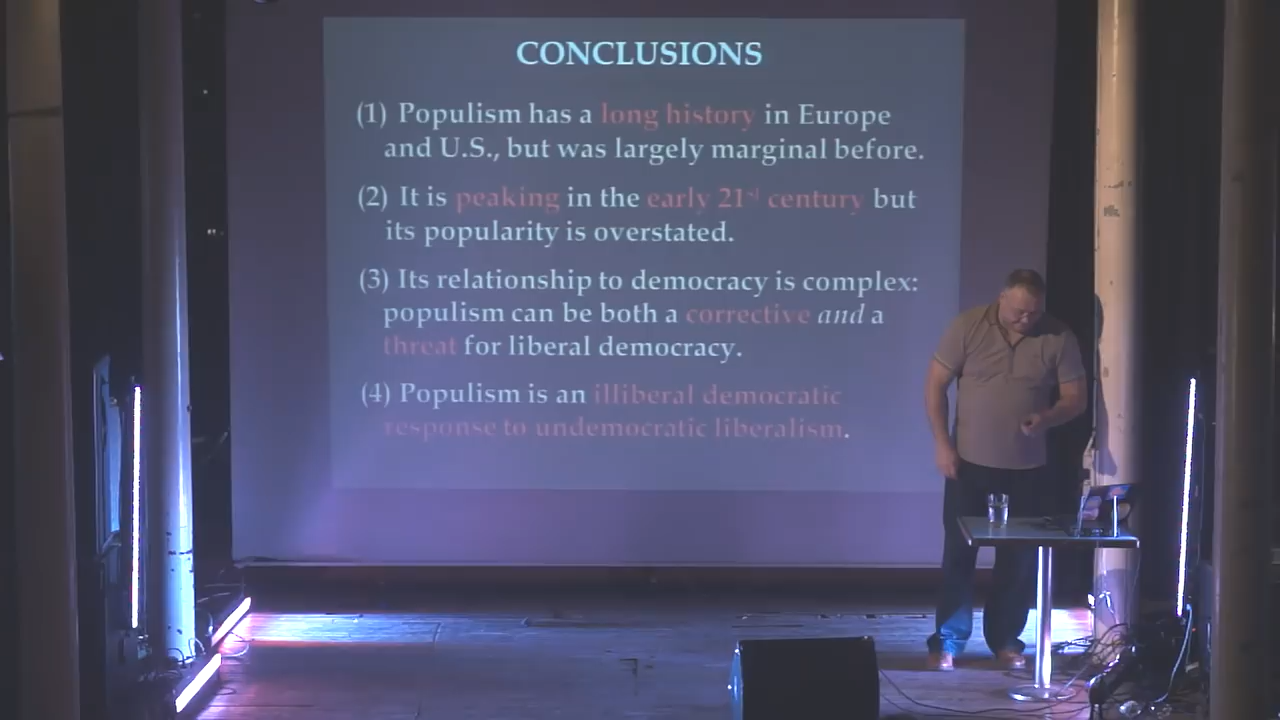 CONCLUSIONS
(1) Populism has a long history in Europe
and U.S., but was largely marginal before.
(2) It is peaking in the early 21st century but
its popularity is overstated.
(3) Its relationship to democracy is complex:
populism can be both a corrective and a
threat for liberal democracy.
(4) Populism is an illiberal democratic
response to undemocratic liberalism.